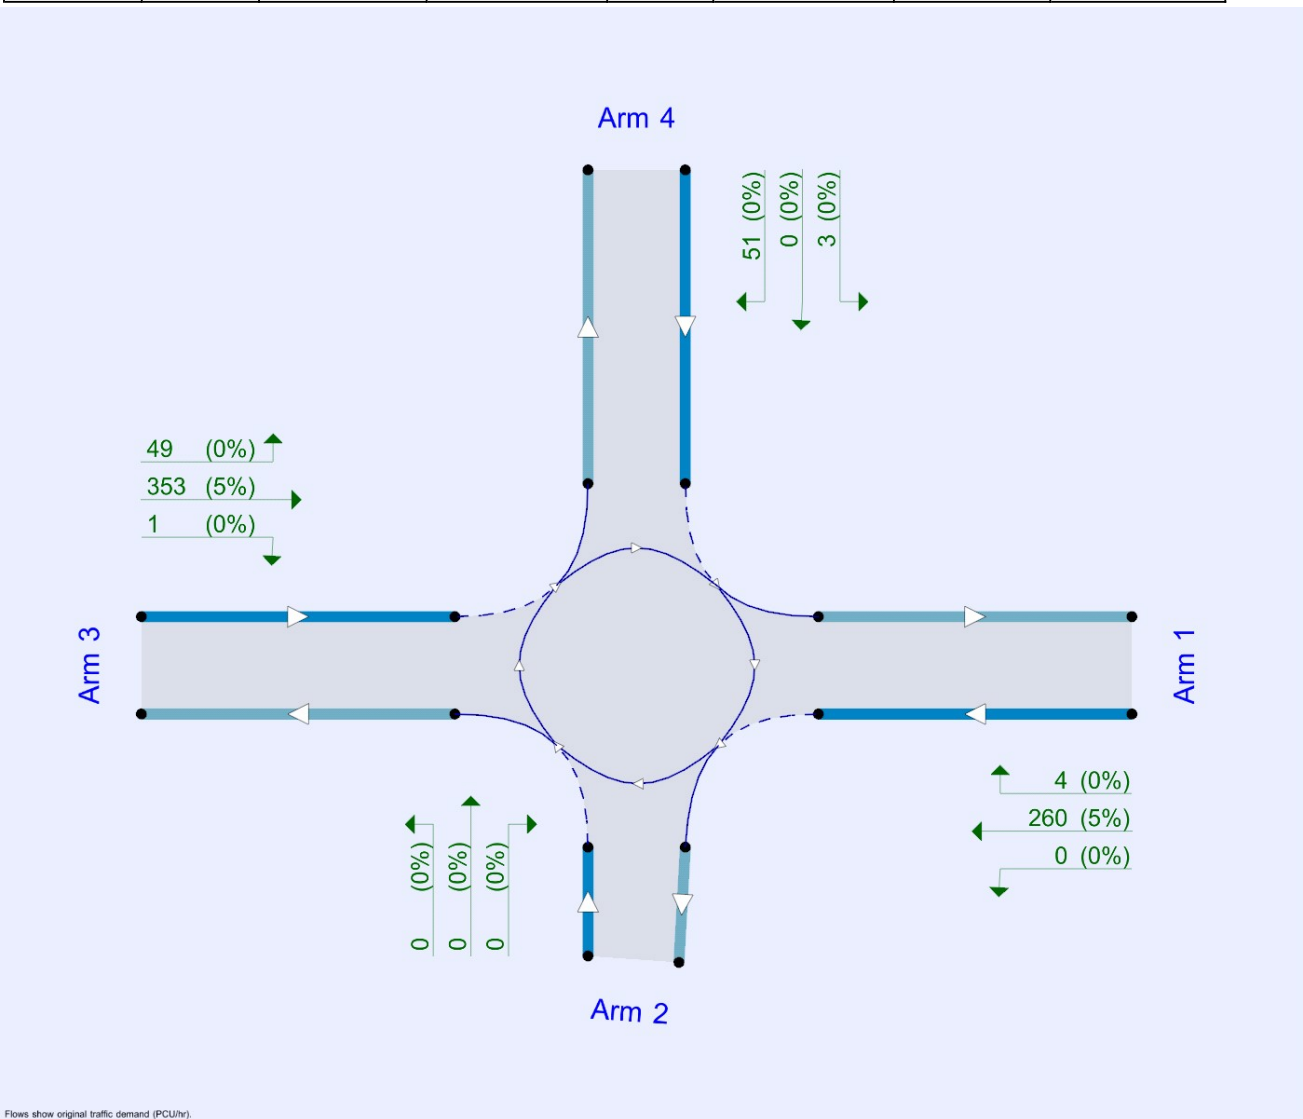 Arm 4
51 (0%)
0 (0%)
3 (0%)
49 (0%)
353 (5%)
1 (0%)
Arm 3
Arm 1
4 (0%)
260 (5%)
0 (0%)
0 (0%)
0 (0%)
0 (0%)
Arm 2
Flows show original traffic demand (PCU/hr).